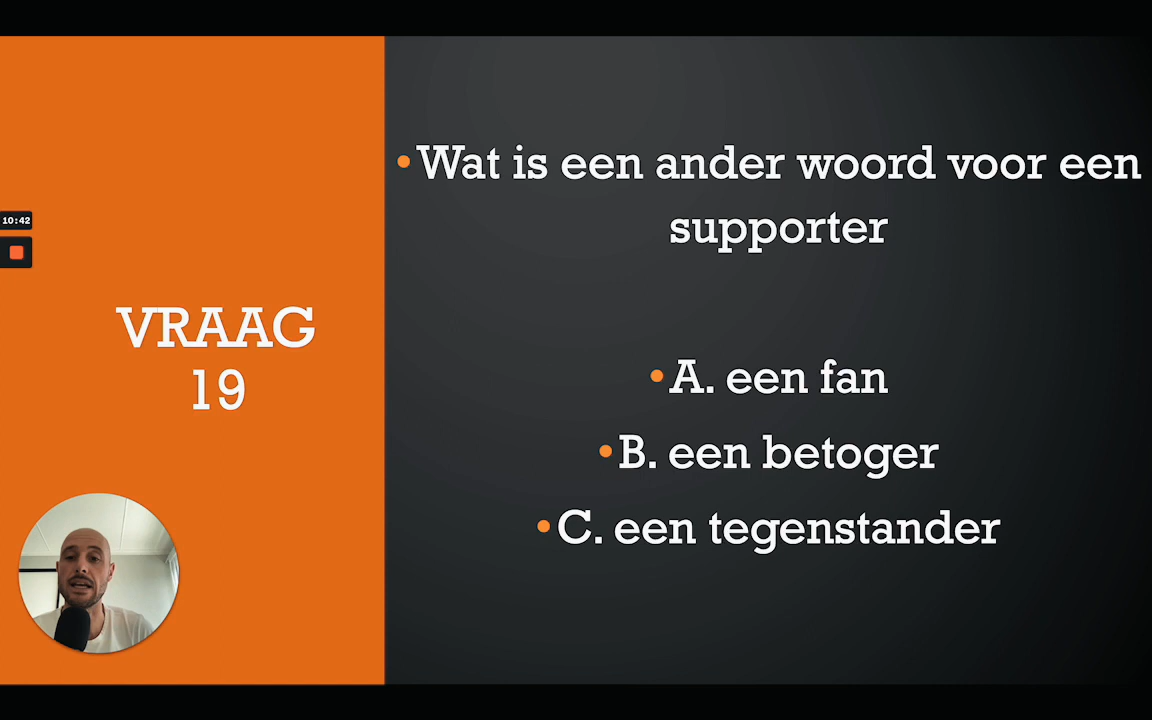 VRAAG
19
10:42
•Wat is een ander woord voor een
supporter
•A. een fan
•B. een betoger
•C. een tegenstander